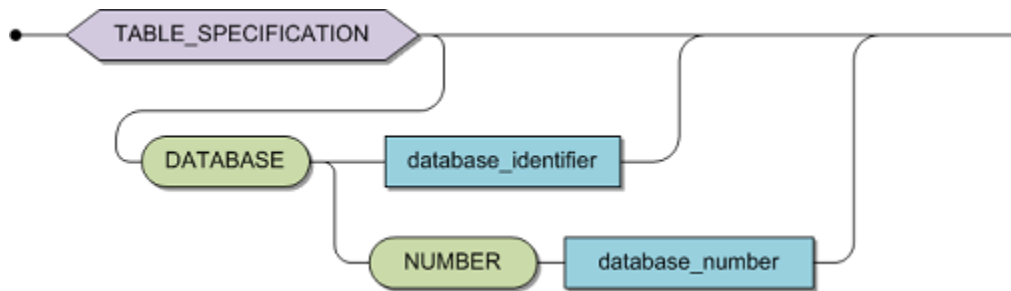 TABLE_SPECIFICATION
DATABASE database_identifier
NUMBER database_number